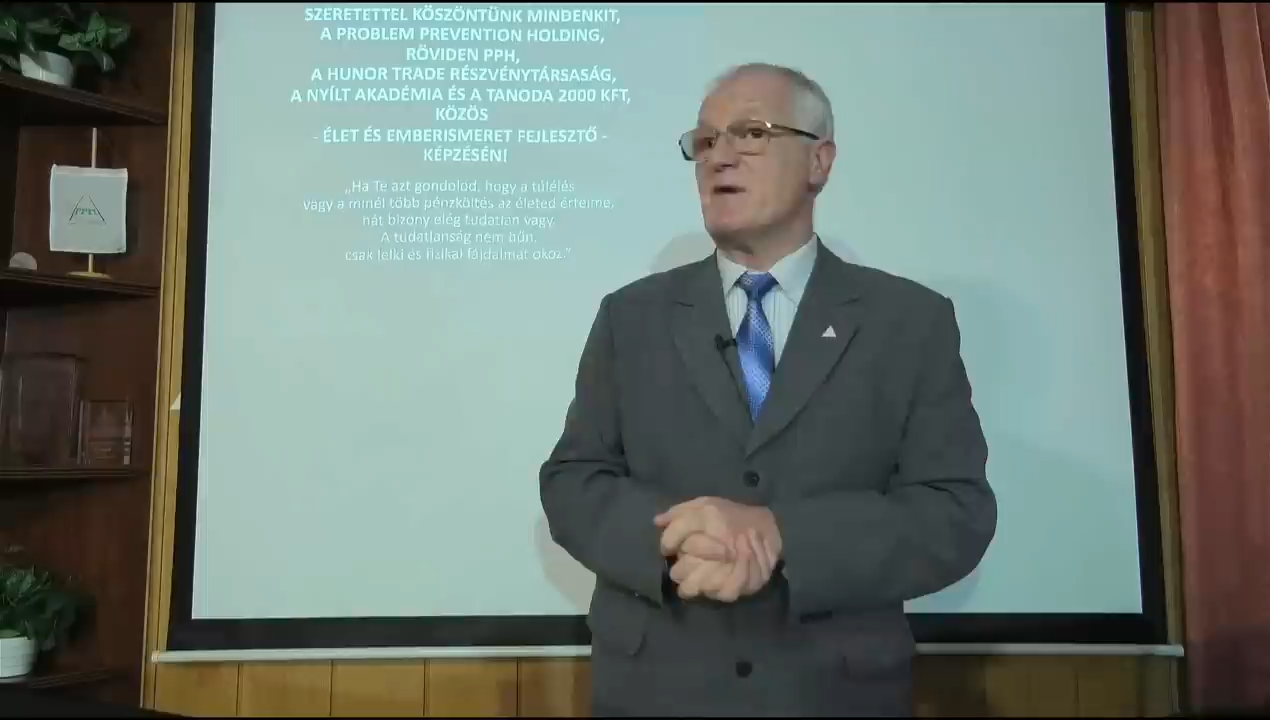 SZERETETTEL KÖSZÖNTÜNK MINDENKIT,
A PROBLEM PREVENTION HOLDING,
RÖVIDEN PPH,
A HUNOR TRADE RÉSZVÉNYTÁRSASÁG,
A NYÍLT AKADÉMIA ÉS A TANODA 2000 KFT,
KÖZÖS
- ÉLET ÉS EMBERISMERET FEJLESZTŐ -
KÉPZÉSÉN!
„Ha Te azt gondolod, hogy a túlélés
vagy a minél több pénzköltés az életed értelme,
hát bizony elég tudatlan vagy.
A tudatlanság nem bűn,
csak lelki és fizikai fájdalmat okoz."
PPH